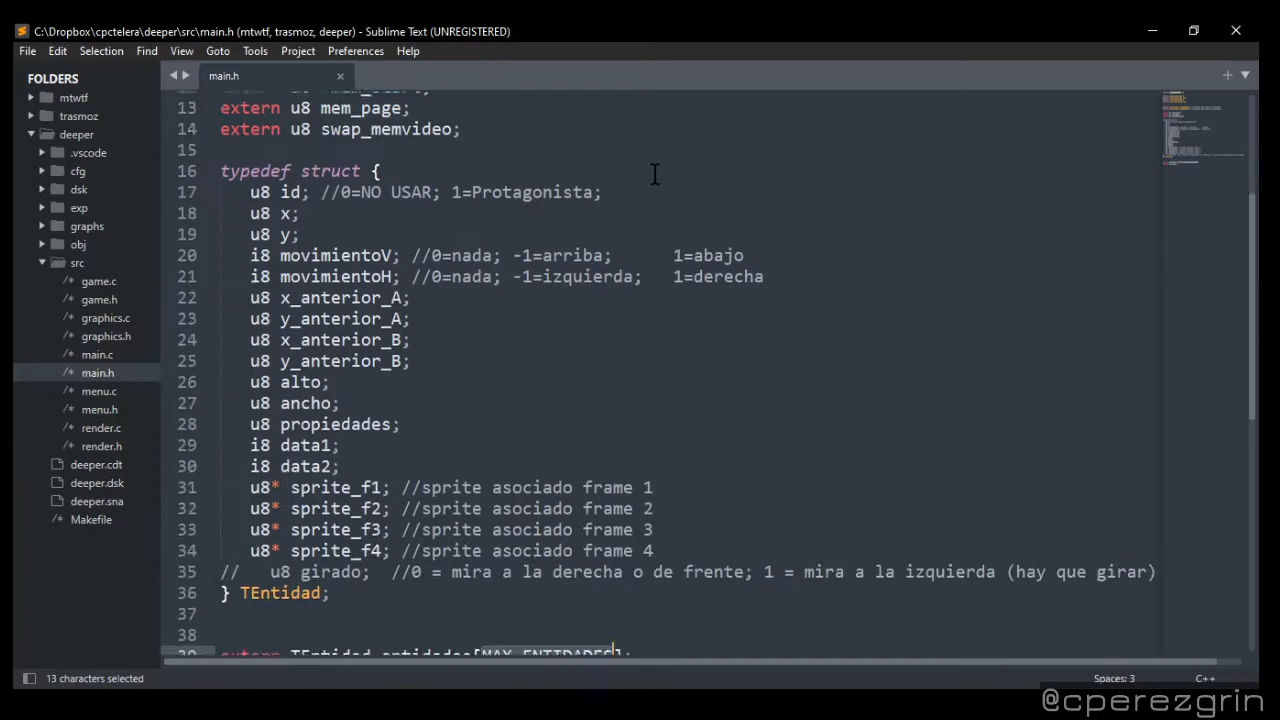 C:\Dropbox\cpctelera\deeper\src\main.h (mtwtf, trasmoz, deeper) - Sublime Text (UNREGISTERED)
File Edit Selection Find View Goto Tools Project Preferences Help
FOLDERS
mtwtf
trasmoz
deeper
.vscode
cfg
dsk
exp
graphs
obj
src
game.c
game.h
graphics.c
graphics.h
main.c
main.h
menu.c
menu.h
render.c
render.h
deeper.cdt
deeper.dsk
deeper.sna
Makefile
main.h
13 extern u8 mem_page;
14 extern u8 swap_memvideo;
15
16 typedef struct {
17 u8 id; //0=NO USAR; 1=Protagonista;
18 u8 x;
19 u8 y;
20 i8 movimientoV; //0=nada; -1=arriba; 1=abajo
21 i8 movimientoH; //0=nada; -1=izquierda; 1=derecha
22 u8 x_anterior_A;
23 u8 y_anterior_A;
24 u8 x_anterior_B;
25 u8 y_anterior_B;
26 u8 alto;
27 u8 ancho;
28 u8 propiedades;
29 i8 data1;
30 i8 data2;
31 u8* sprite_f1; //sprite asociado frame 1
32 u8* sprite_f2; //sprite asociado frame 2
33 u8* sprite_f3; //sprite asociado frame 3
34 u8* sprite_f4; //sprite asociado frame 4
35 // u8 girado; //0 = mira a la derecha o de frente; 1 = mira a la izquierda (hay que girar)
36 } TEntidad;
37
38
39 extern TEntidad entidades[MAX_ENTIDADES];
13 characters selected
Spaces: 3
C++
@cperezgrin